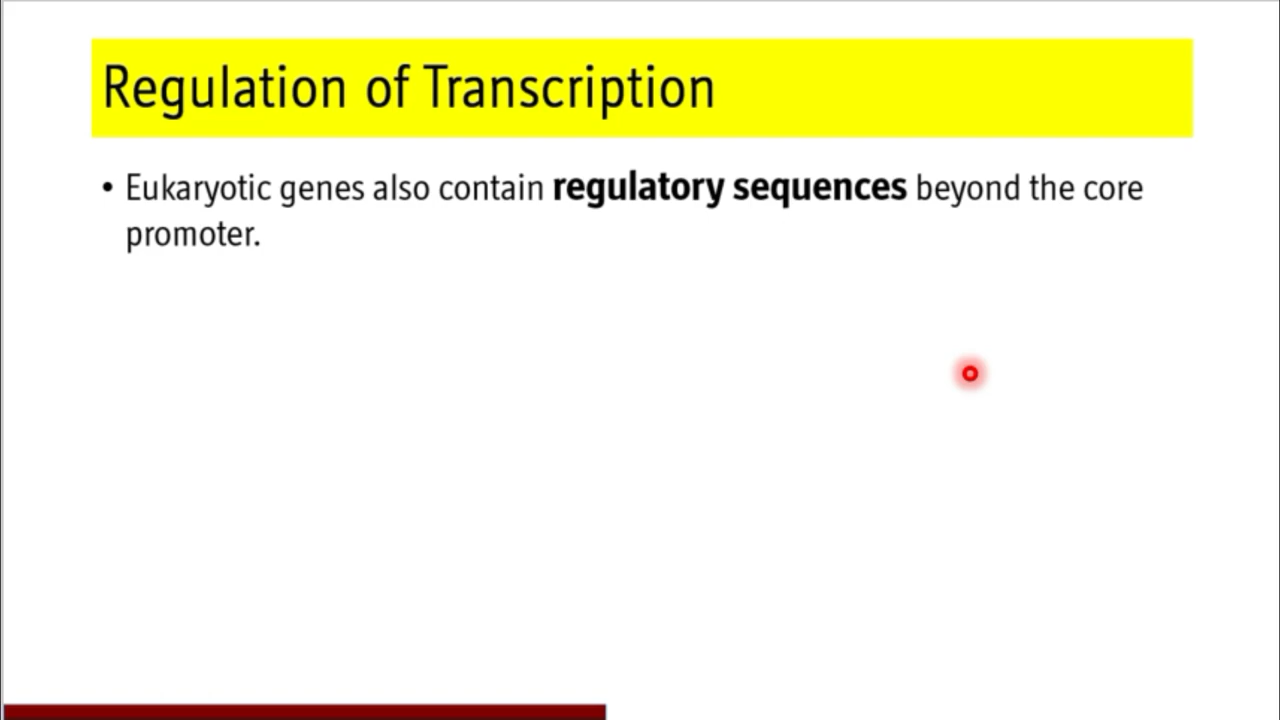 Regulation of Transcription
• Eukaryotic genes also contain regulatory sequences beyond the core
promoter.